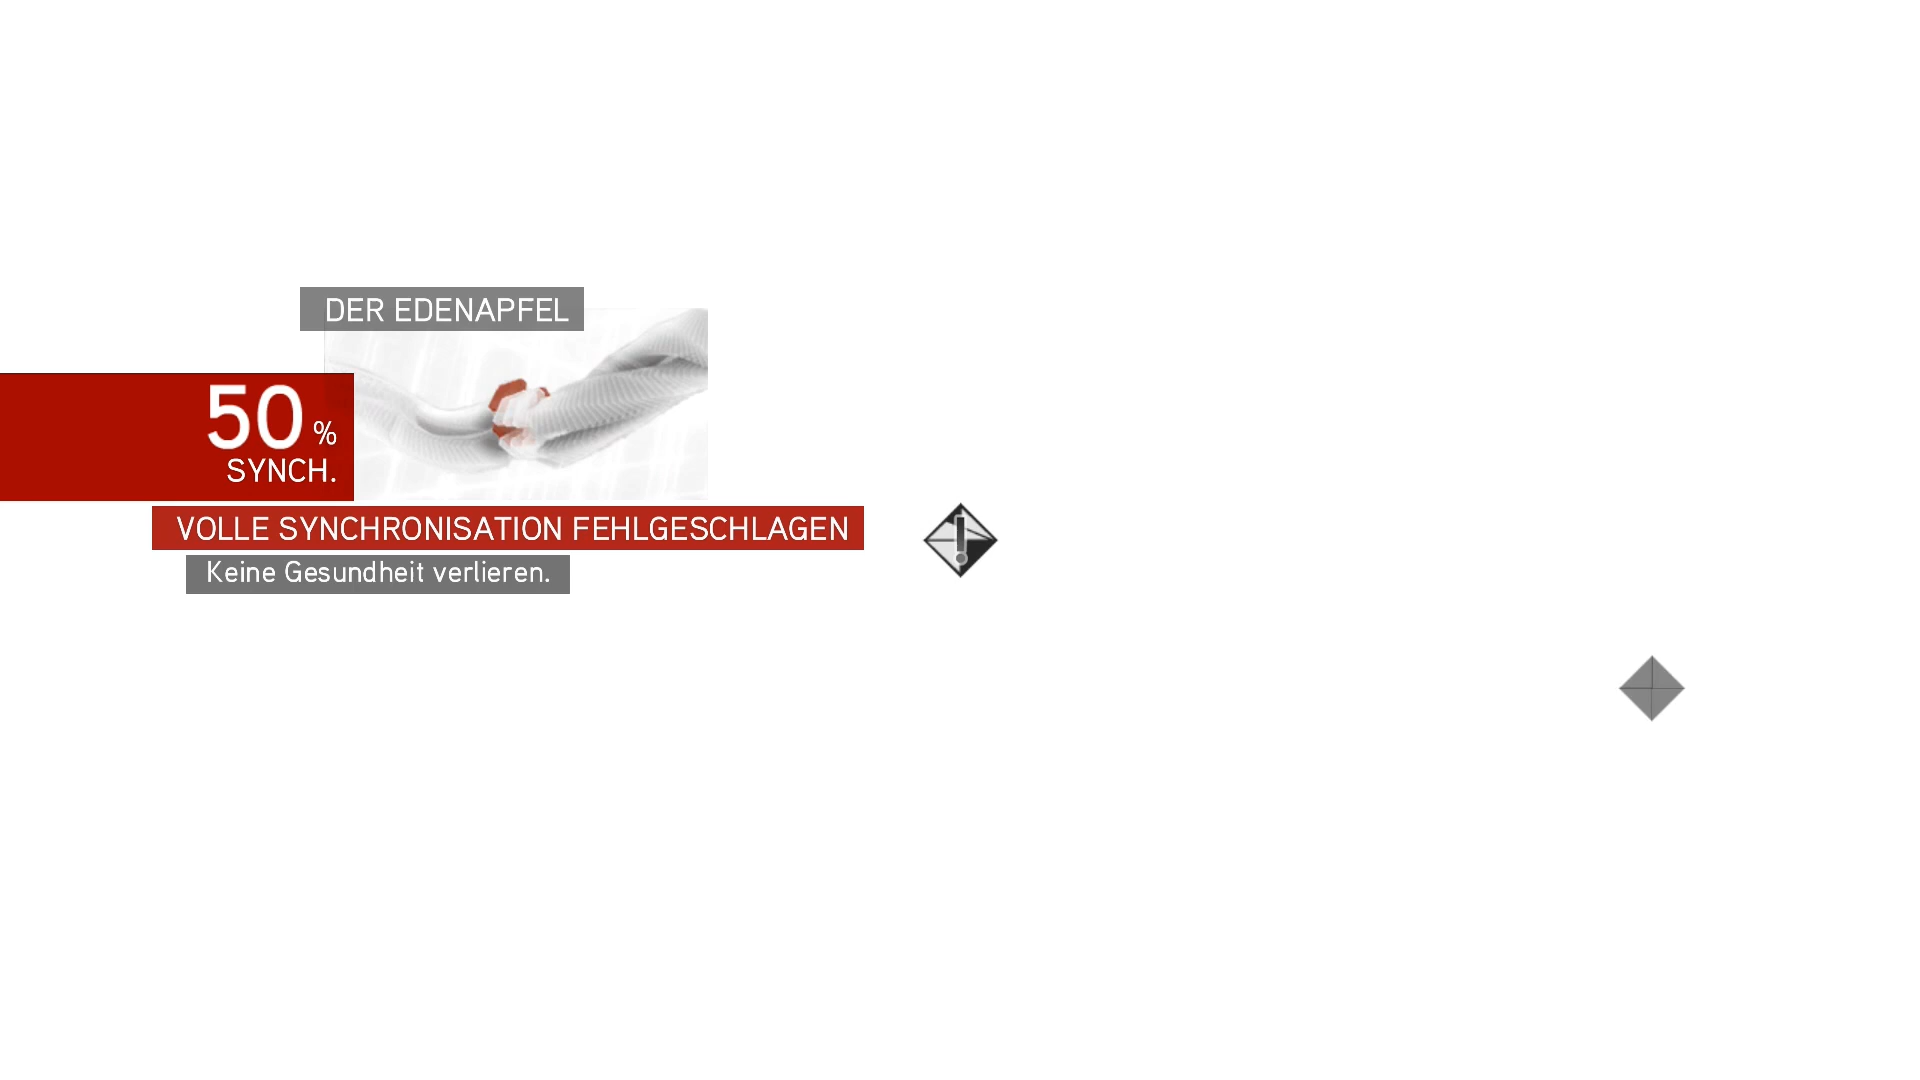 DER EDENAPFEL
50 %
SYNCH.
VOLLE SYNCHRONISATION FEHLGESCHLAGEN
Keine Gesundheit verlieren.